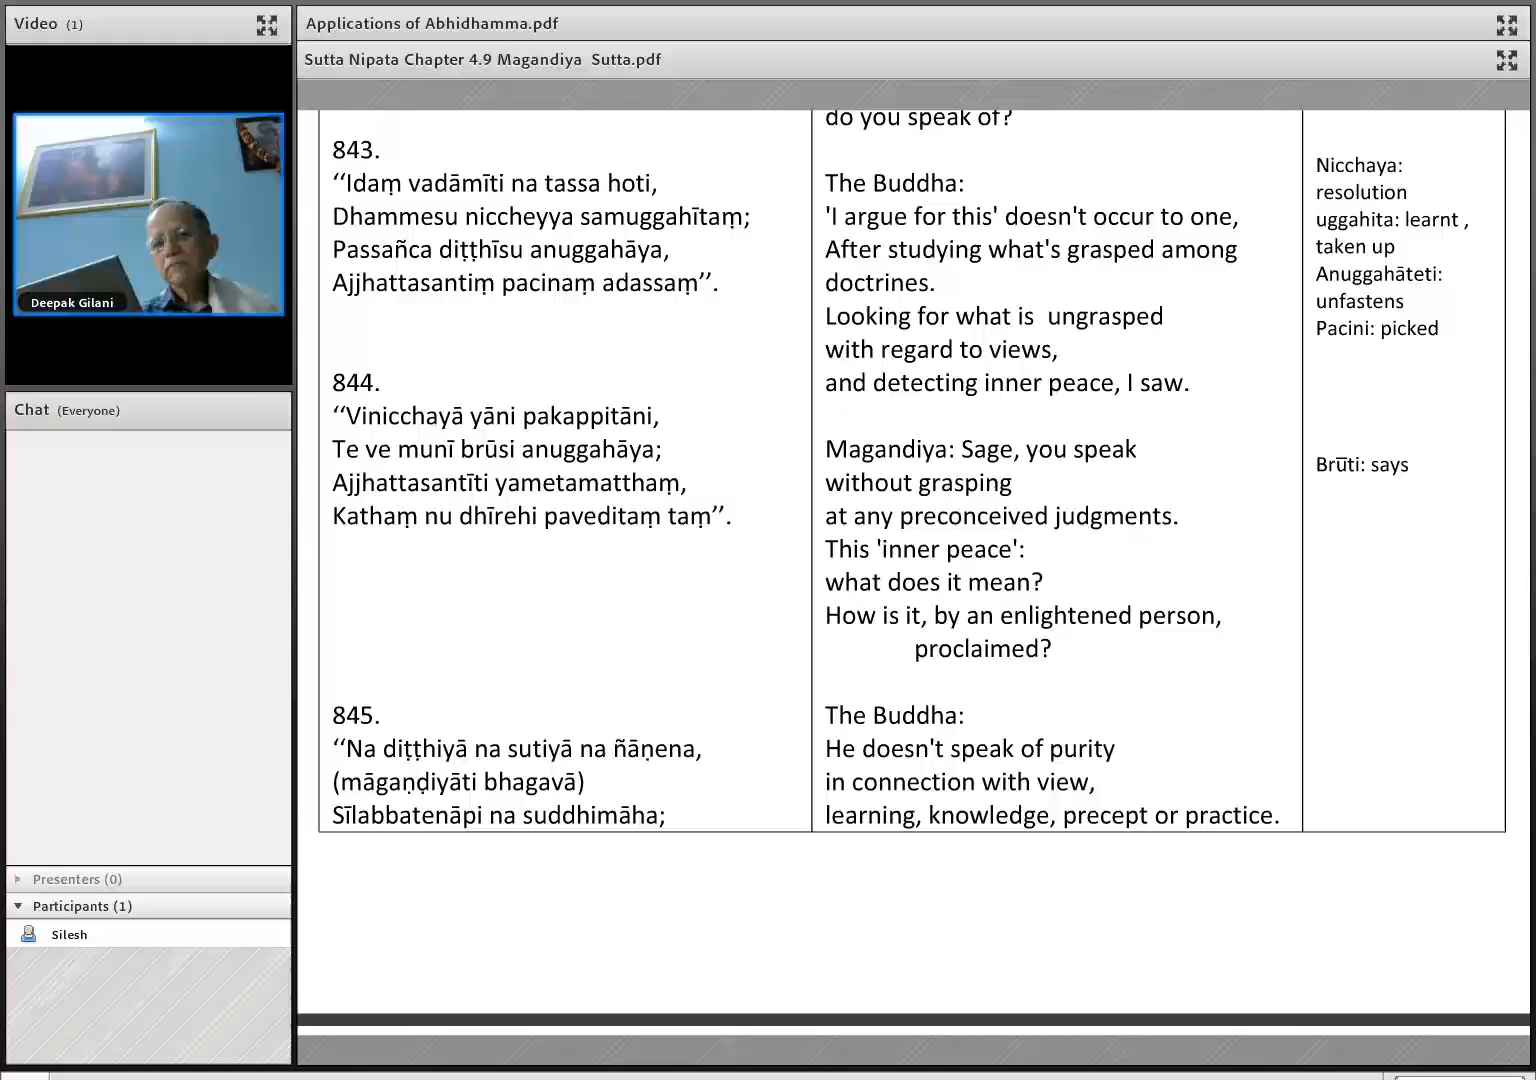 Video (1)
Deepak Gilani
Chat (Everyone)
Presenters (0)
Participants (1)
Silesh
Applications of Abhidhamma.pdf
Sutta Nipata Chapter 4.9 Magandiya  Sutta.pdf
843.
‘‘Idaṃ vadāmīti na tassa hoti,
Dhammesu niccheyya samuggahītaṃ;
Passañca diṭṭhīsu anuggahāya,
Ajjhattasantiṃ pacinaṃ adassaṃ’’.
844.
‘‘Vinicchayā yāni pakappitāni,
Te ve munī brūsi anuggahāya;
Ajjhattasantīti yametamatthaṃ,
Kathaṃ nu dhīrehi paveditaṃ taṃ’’.
845.
‘‘Na diṭṭhiyā na sutiyā na ñāṇena,
(māgaṇḍiyāti bhagavā)
Sīlabbatenāpi na suddhimāha;
do you speak of?
The Buddha:
'I argue for this' doesn't occur to one,
After studying what's grasped among
doctrines.
Looking for what is  ungrasped
with regard to views,
and detecting inner peace, I saw.
Magandiya: Sage, you speak
without grasping
at any preconceived judgments.
This 'inner peace':
what does it mean?
How is it, by an enlightened person,
proclaimed?
The Buddha:
He doesn't speak of purity
in connection with view,
learning, knowledge, precept or practice.
Nicchaya:
resolution
uggahita: learnt ,
taken up
Anuggahāteti:
unfastens
Pacini: picked
Brūti: says